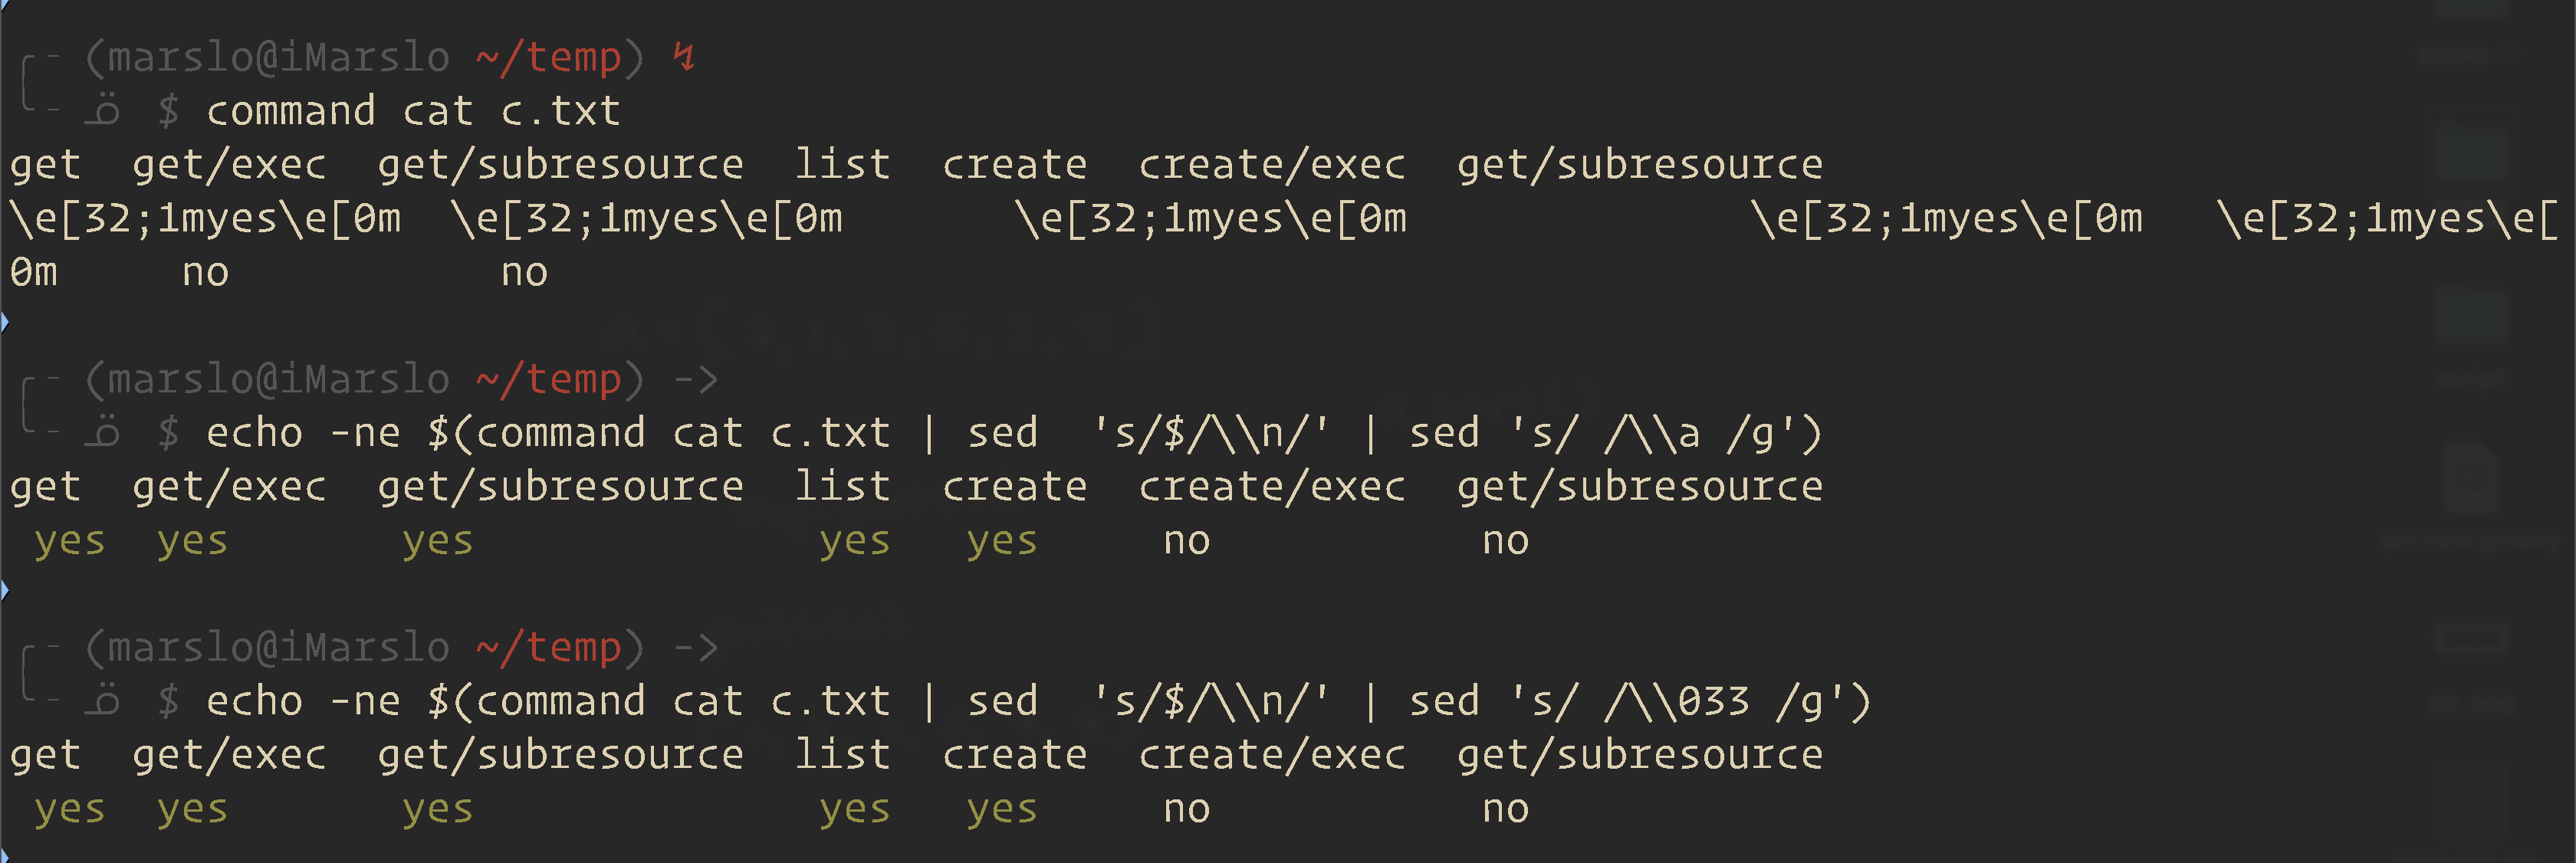 (marslo@iMarslo ~/temp) ↯
$ command cat c.txt
get  get/exec  get/subresource  list  create  create/exec  get/subresource
\e[32;1myes\e[0m  \e[32;1myes\e[0m       \e[32;1myes\e[0m              \e[32;1myes\e[0m   \e[32;1myes\e[
0m     no           no
(marslo@iMarslo ~/temp) ->
$ echo -ne $(command cat c.txt | sed  's/$/\\n/' | sed 's/ /\\a /g')
get  get/exec  get/subresource  list  create  create/exec  get/subresource
 yes  yes       yes              yes   yes     no           no
(marslo@iMarslo ~/temp) ->
$ echo -ne $(command cat c.txt | sed  's/$/\\n/' | sed 's/ /\\033 /g')
get  get/exec  get/subresource  list  create  create/exec  get/subresource
 yes  yes       yes              yes   yes     no           no